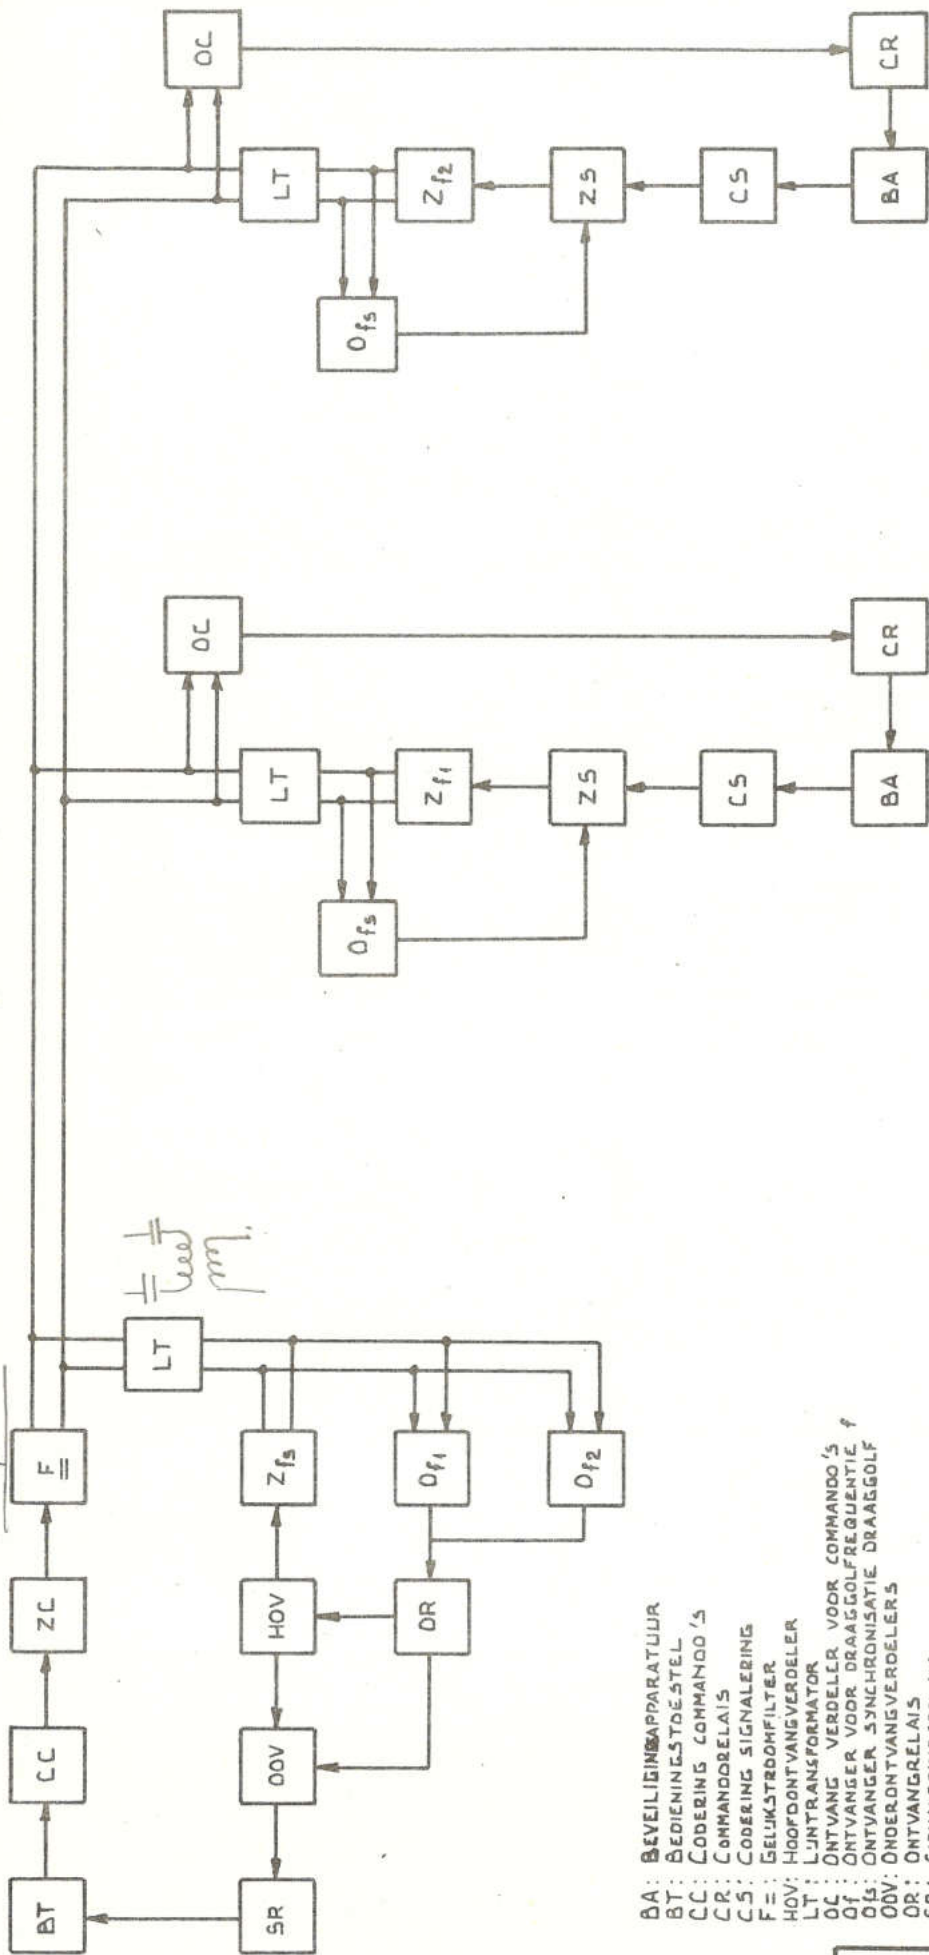 BT
CC
ZC
F =
SR
OOV
HOV
Zfs
LT
OR
Of1
Of2
OC
LT
Ofs
Zf1
ZS
CS
BA
CR
OC
LT
Ofs
Zf2
ZS
CS
BA
CR
BA: BEVEILIGINGSAPPARATUUR
BT: BEDIENINGSTOESTEL
CC: CODERING COMMANDO'S
CR: COMMANDORELAIS
CS: CODERING SIGNALERING
F=: GELIJKSTROOMFILTER
HOV: HOOFDONTVANGVERDELER
LT: LIJNTRANSFORMATOR
OC: ONTVANG VERDELER VOOR COMMANDO'S
Of: ONTVANGER VOOR DRAAGGOLFREQUENTIE f
Ofs: ONTVANGER SYNCHRONISATIE DRAAGGOLF
OOV: ONDERONTVANGVERDELERS
OR: ONTVANGRELAIS